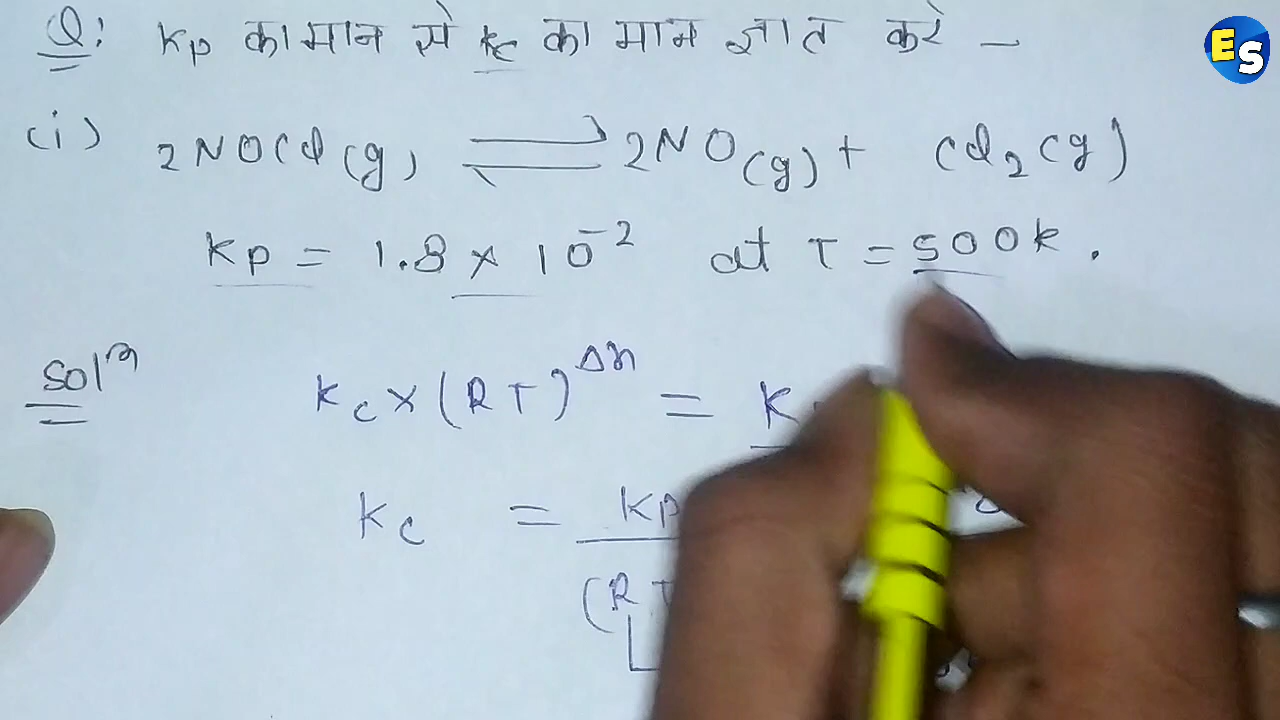 Q: Kp का मान से Kc का मान ज्ञात करे –
(i) 2NOCl(g) ⇌ 2NO(g) + Cl₂(g)
Kp = 1.8 × 10⁻² at T = 500K.
Solⁿ Kc × (RT)^Δn = K
Kc = Kp
(R
ES